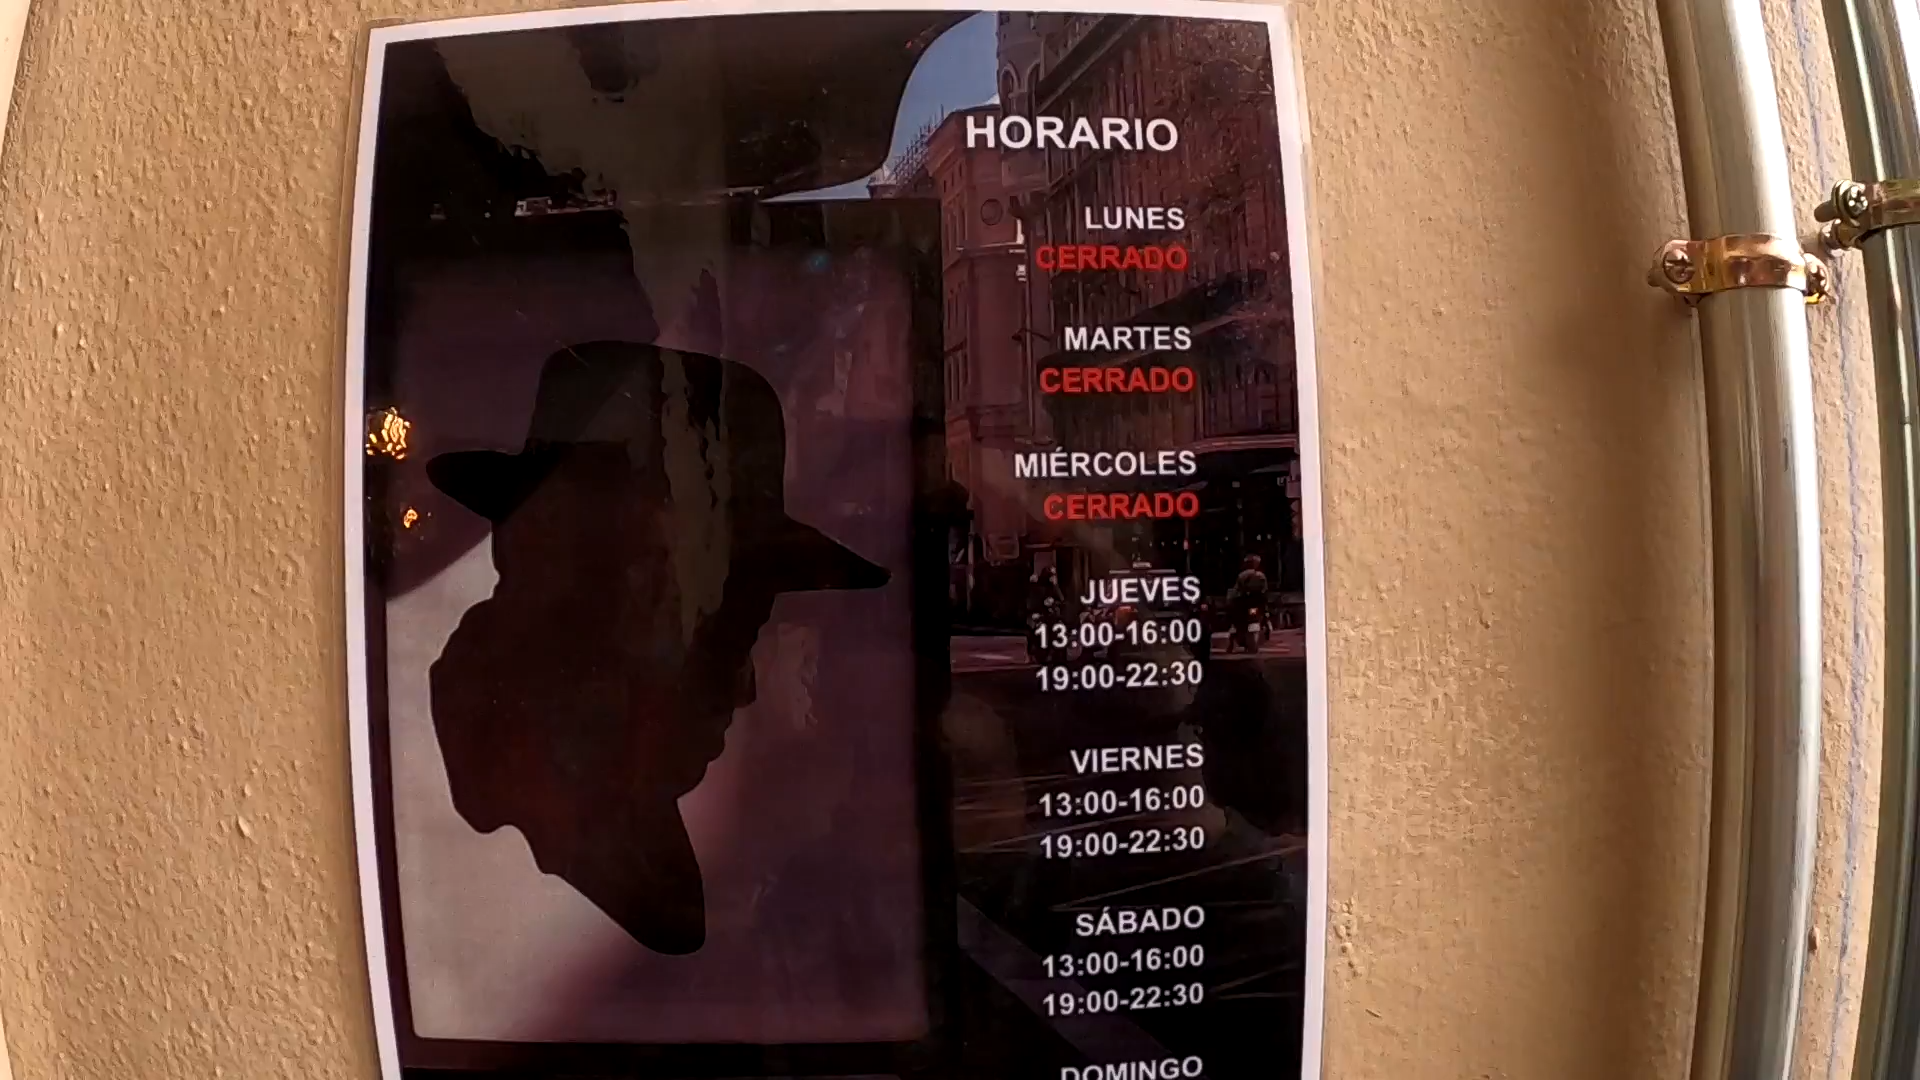 HORARIO
LUNES
CERRADO
MARTES
CERRADO
MIÉRCOLES
CERRADO
JUEVES
13:00-16:00
19:00-22:30
VIERNES
13:00-16:00
19:00-22:30
SÁBADO
13:00-16:00
19:00-22:30
DOMINGO